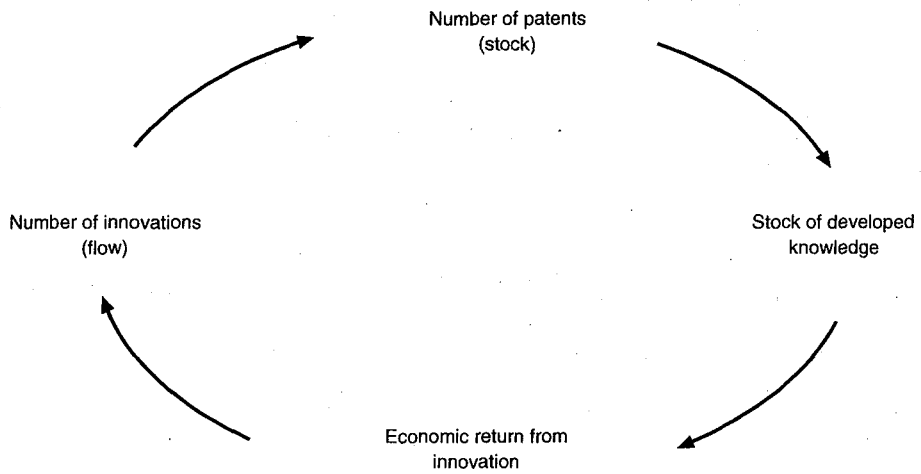 Number of patents
(stock)
Number of innovations
(flow)
Stock of developed
knowledge
Economic return from
innovation